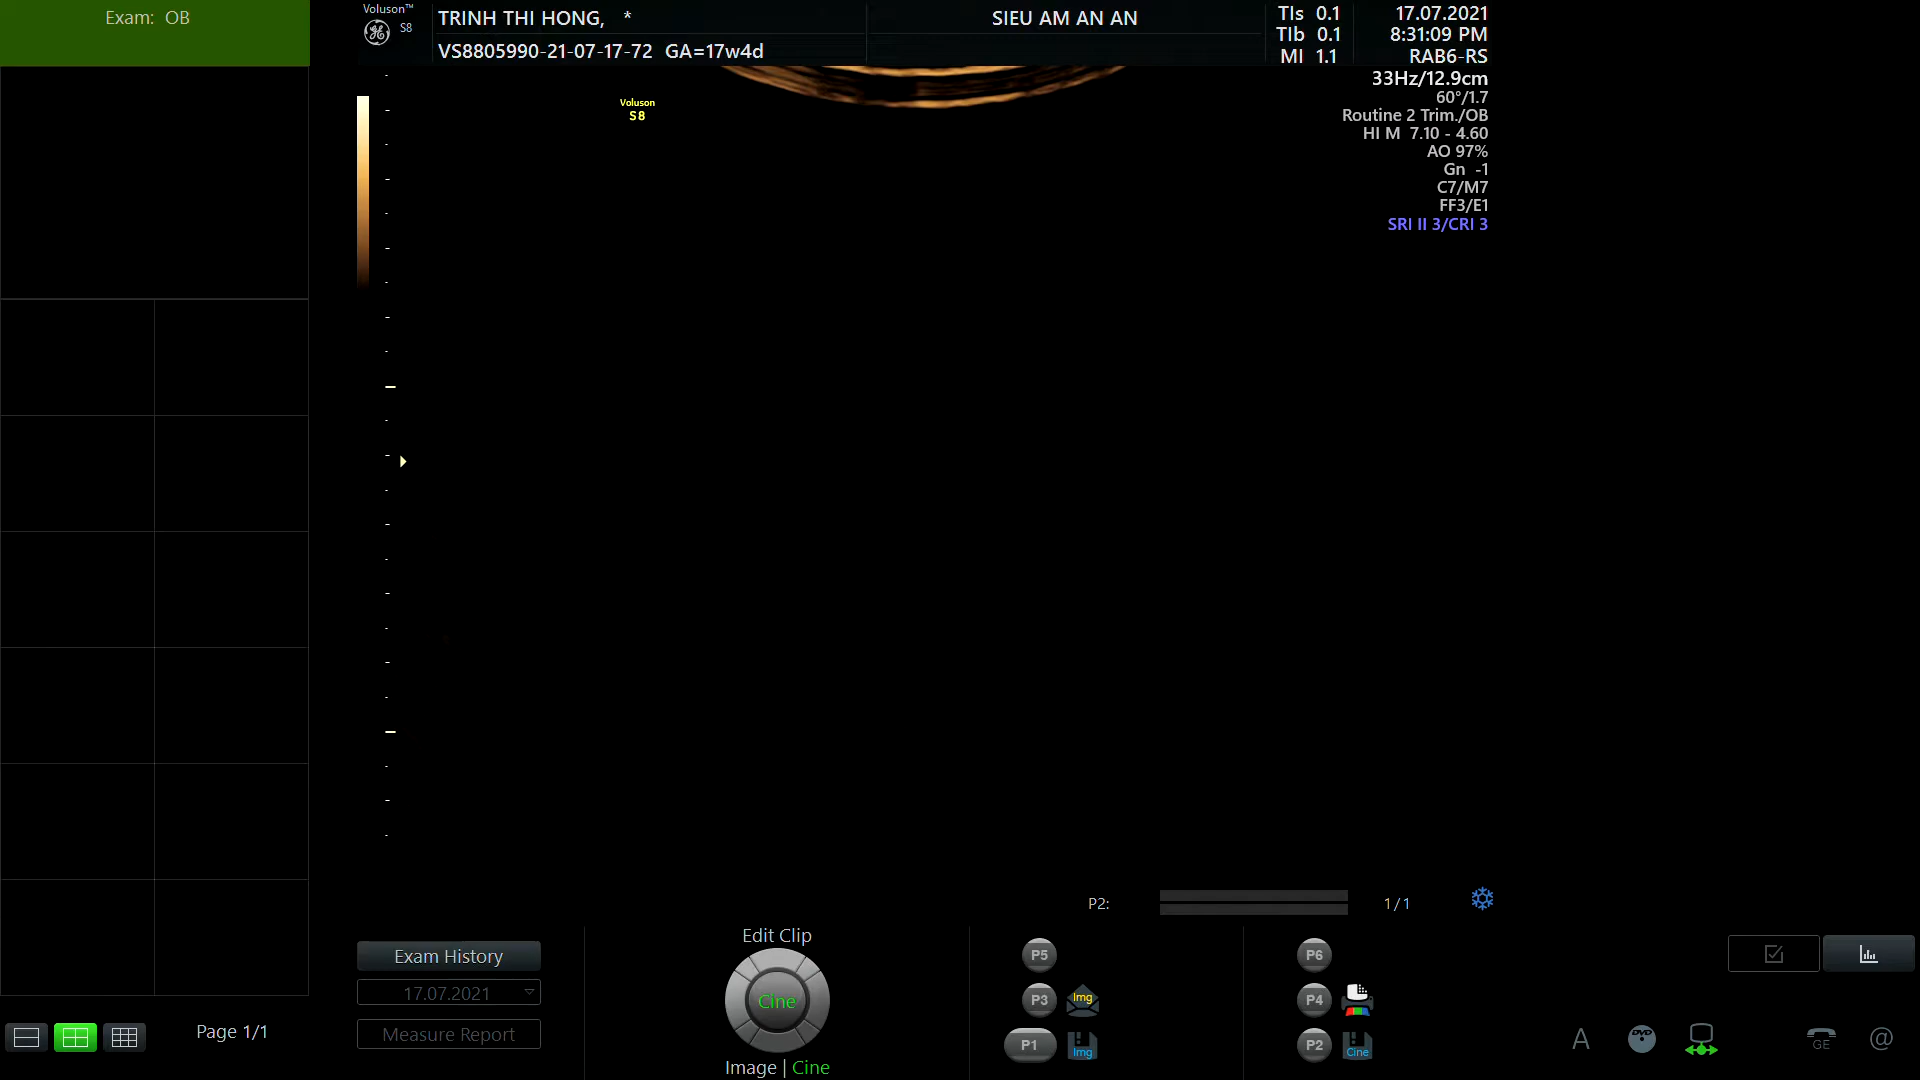 Exam: OB
Voluson™
S8
TRINH THI HONG, *
VS8805990-21-07-17-72 GA=17w4d
SIEU AM AN AN
TIs 0.1
TIb 0.1
MI 1.1
17.07.2021
8:31:09 PM
RAB6-RS
33Hz/12.9cm
60°/1.7
Routine 2 Trim./OB
HI M 7.10 - 4.60
AO 97%
Gn -1
C7/M7
FF3/E1
SRI II 3/CRI 3
Voluson
S8
P2: 1/1
Exam History
17.07.2021
Measure Report
Page 1/1
Edit Clip
Cine
Image | Cine
P5
P3 Img
P1 Img
P6
P4
P2 Cine
A
DVD
GE
@